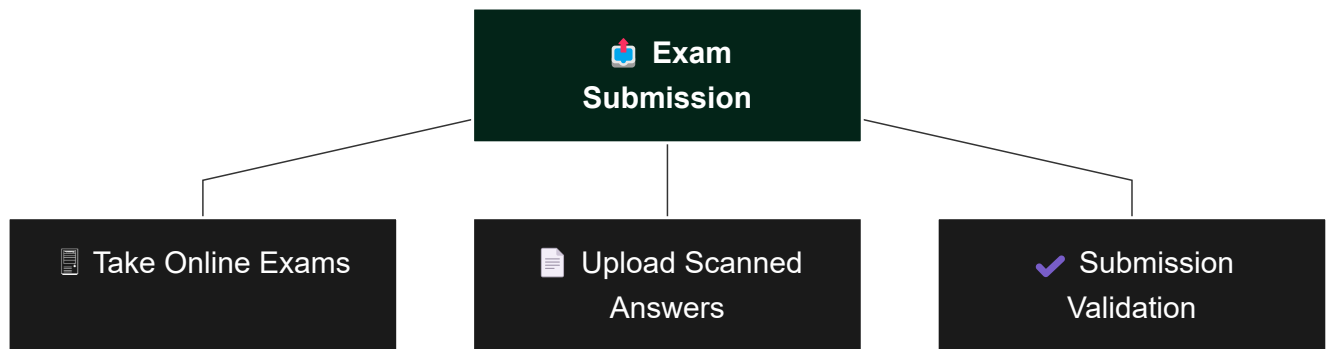 Exam
Submission
Take Online Exams
Upload Scanned
Answers
Submission
Validation